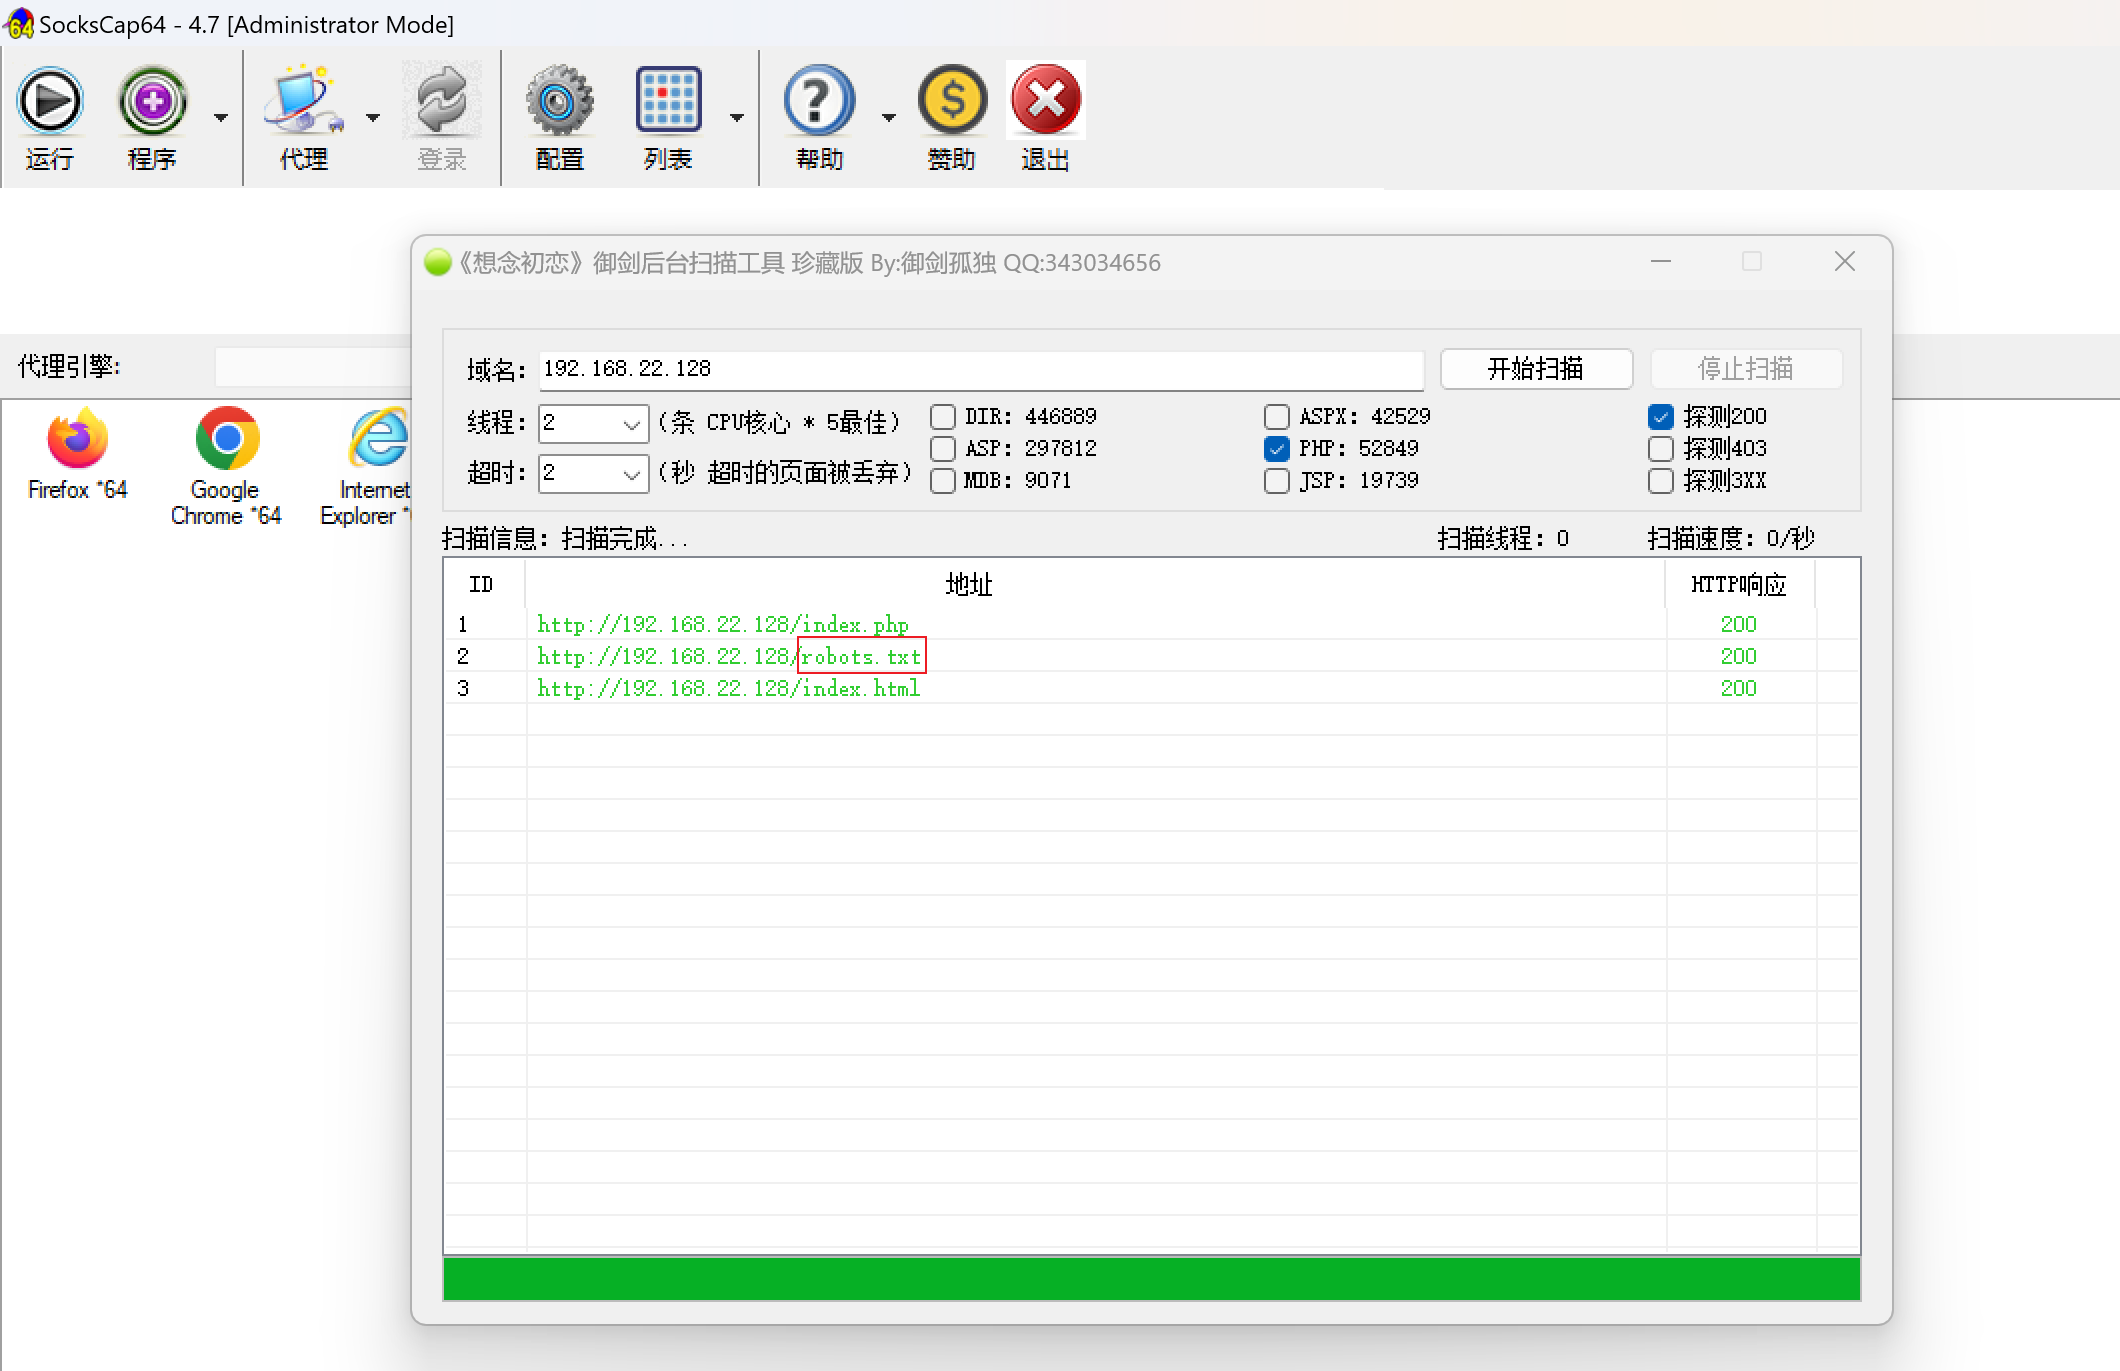 SocksCap64 - 4.7 [Administrator Mode]
运行 程序 代理 登录 配置 列表 帮助 赞助 退出
《想念初恋》御剑后台扫描工具 珍藏版 By:御剑孤独 QQ:343034656
代理引擎:
域名: 192.168.22.128 开始扫描 停止扫描
线程: 2 (条 CPU核心 * 5最佳) DIR: 446889 ASPX: 42529 探测200
ASP: 297812 PHP: 52849 探测403
超时: 2 (秒 超时的页面被丢弃) MDB: 9071 JSP: 19739 探测3XX
Firefox *64
Google Chrome *64
Internet Explorer *
扫描信息: 扫描完成... 扫描线程: 0 扫描速度: 0/秒
ID 地址 HTTP响应
1 http://192.168.22.128/index.php 200
2 http://192.168.22.128/robots.txt 200
3 http://192.168.22.128/index.html 200